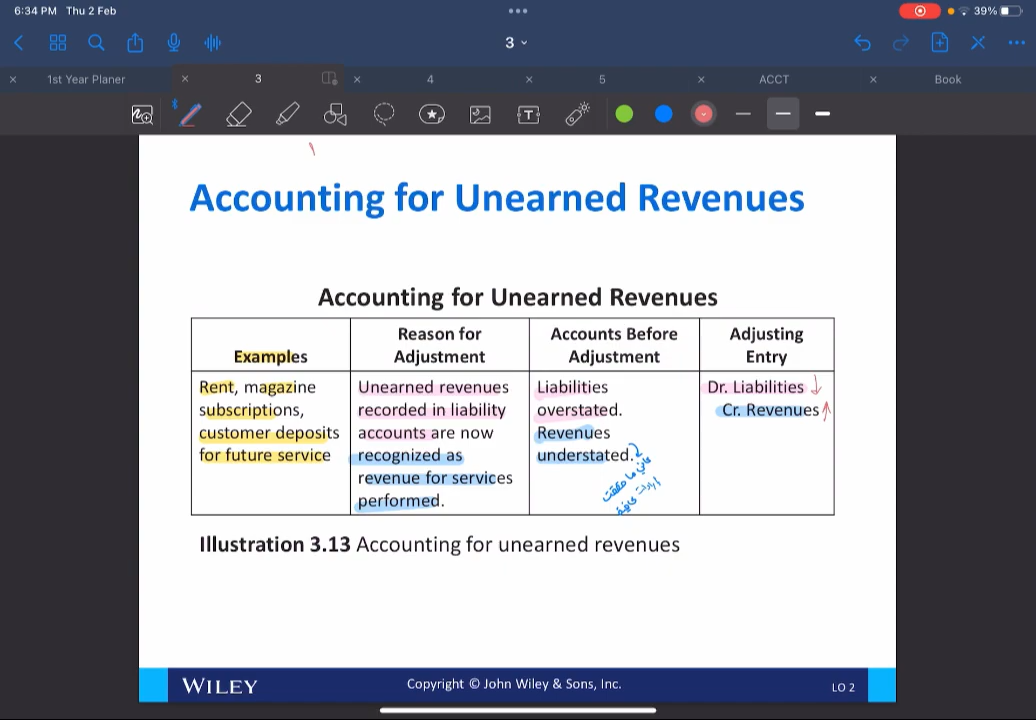 6:34 PM Thu 2 Feb
39%
3
1st Year Planer
3
4
5
ACCT
Book
Accounting for Unearned Revenues
Accounting for Unearned Revenues
Examples
Reason for
Adjustment
Accounts Before
Adjustment
Adjusting
Entry
Rent, magazine
subscriptions,
customer deposits
for future service
Unearned revenues
recorded in liability
accounts are now
recognized as
revenue for services
performed.
Liabilities
overstated.
Revenues
understated.
ما حققت
Dr. Liabilities
Cr. Revenues
Illustration 3.13 Accounting for unearned revenues
WILEY
Copyright © John Wiley & Sons, Inc.
LO 2